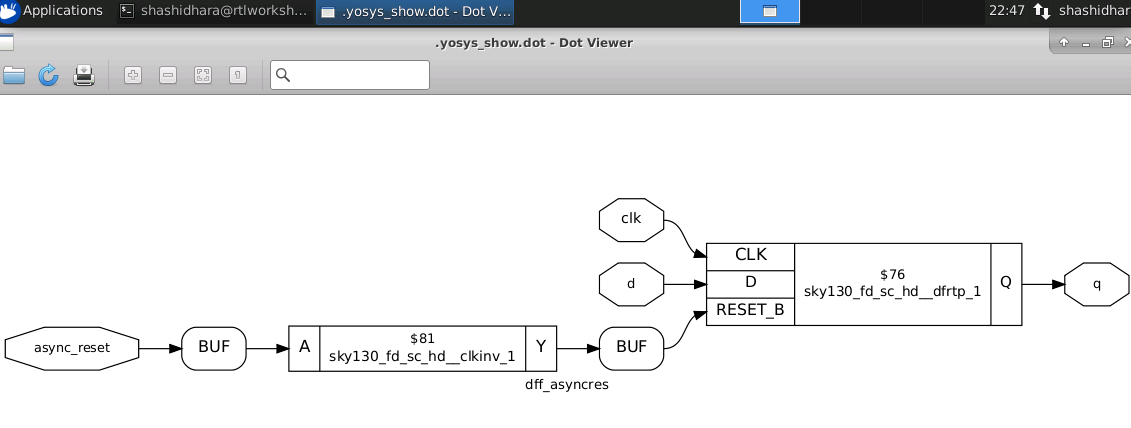 Applications
shashidhara@rtlworksh...
.yosys_show.dot - Dot V...
22:47
shashidhar
.yosys_show.dot - Dot Viewer
clk
CLK
$76
sky130_fd_sc_hd__dfrtp_1
Q
q
d
D
RESET_B
async_reset
BUF
A
$81
sky130_fd_sc_hd__clkinv_1
Y
BUF
dff_asyncres